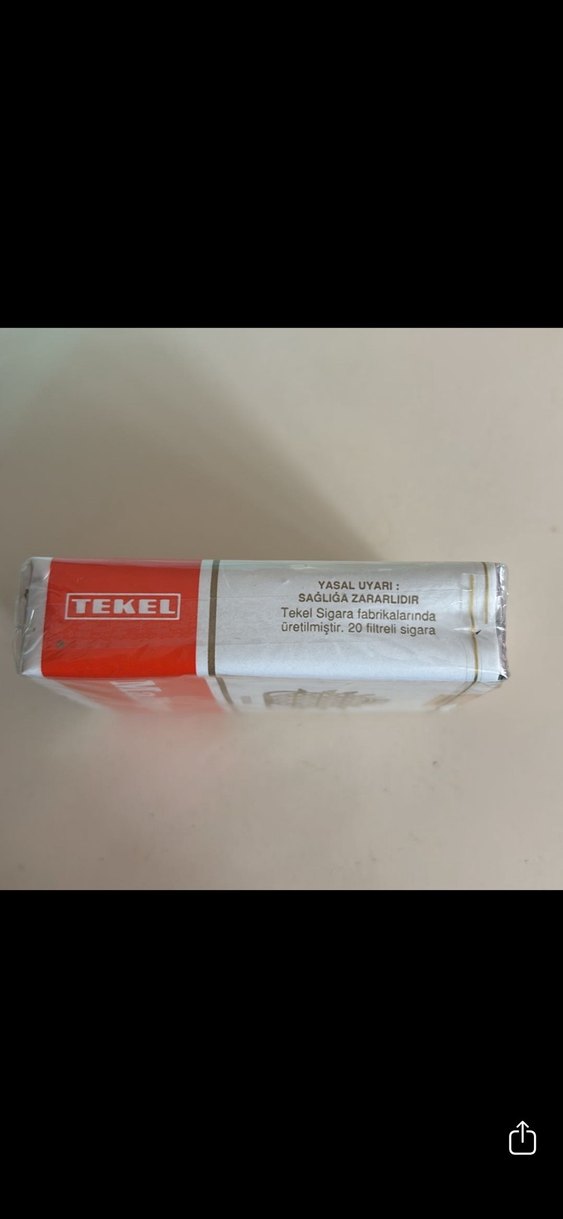 TEKEL
YASAL UYARI :
SAĞLIĞA ZARARLIDIR
Tekel Sigara fabrikalarında
üretilmiştir. 20 filtreli sigara